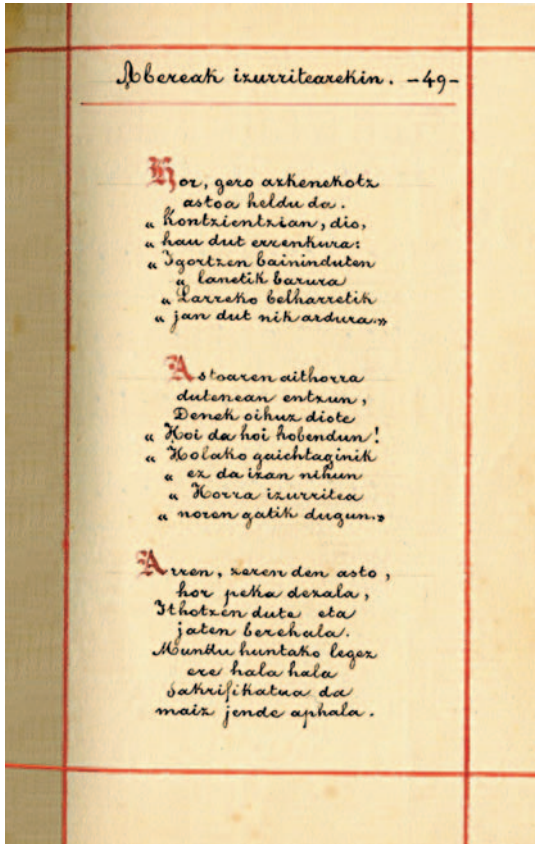 Abereak izurritearekin. -49-
Hor, gero azkenekotz
astoa heldu da.
« Kontzientzian, dio,
« hau dut errenkura:
« Igortzen baininduten
« lanetik barura
« Larreko belharretik
« jan dut nik ardura.»
Astoaren aithorra
dutenean entzun,
Denek oihuz diote
« Hoi da hoi hobendun!
« Holako gaichtaginik
« ez da izan nihun
« Horra izurritea
« noren gatik dugun.»
Arren, zeren den asto,
hor peka dezala,
Ithotzen dute eta
jaten berehala.
Mundu huntako legez
ere hala hala
sakrifikatua da
maiz jende aphala.